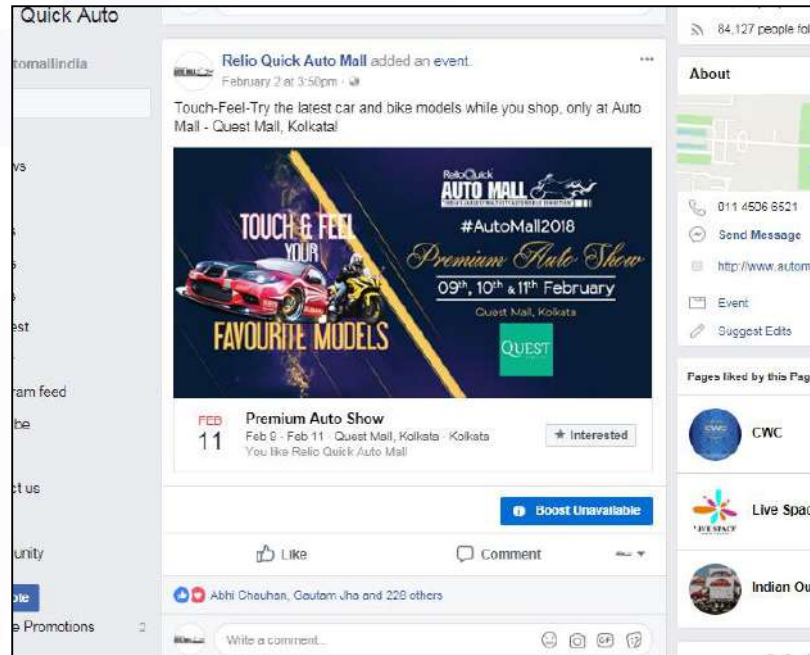 Quick Auto
tomallindia
ws
s
s
s
est
ram feed
be
ct us
unity
Promotions 2
Relio Quick Auto Mall added an event.
February 2 at 3:50pm
Touch-Feel-Try the latest car and bike models while you shop, only at Auto
Mall - Quest Mall, Kolkata!
TOUCH & FEEL
YOUR
FAVOURITE MODELS
RelioQuick
AUTO MALL
#AutoMall2018
Premium Auto Show
09th, 10th & 11th February
Quest Mall, Kolkata
QUEST
FEB
11
Premium Auto Show
Feb 9 - Feb 11 · Quest Mall, Kolkata · Kolkata
You like Relio Quick Auto Mall
Interested
Boost Unavailable
Like
Comment
Abhi Chauhan, Gautam Jha and 228 others
Write a comment...
GIF
84,127 people fol
About
011 4506 6521
Send Message
http://www.autom
Event
Suggest Edits
Pages liked by this Pag
CWC
CWC
Live Spac
LIVE SPACE
Indian Ou